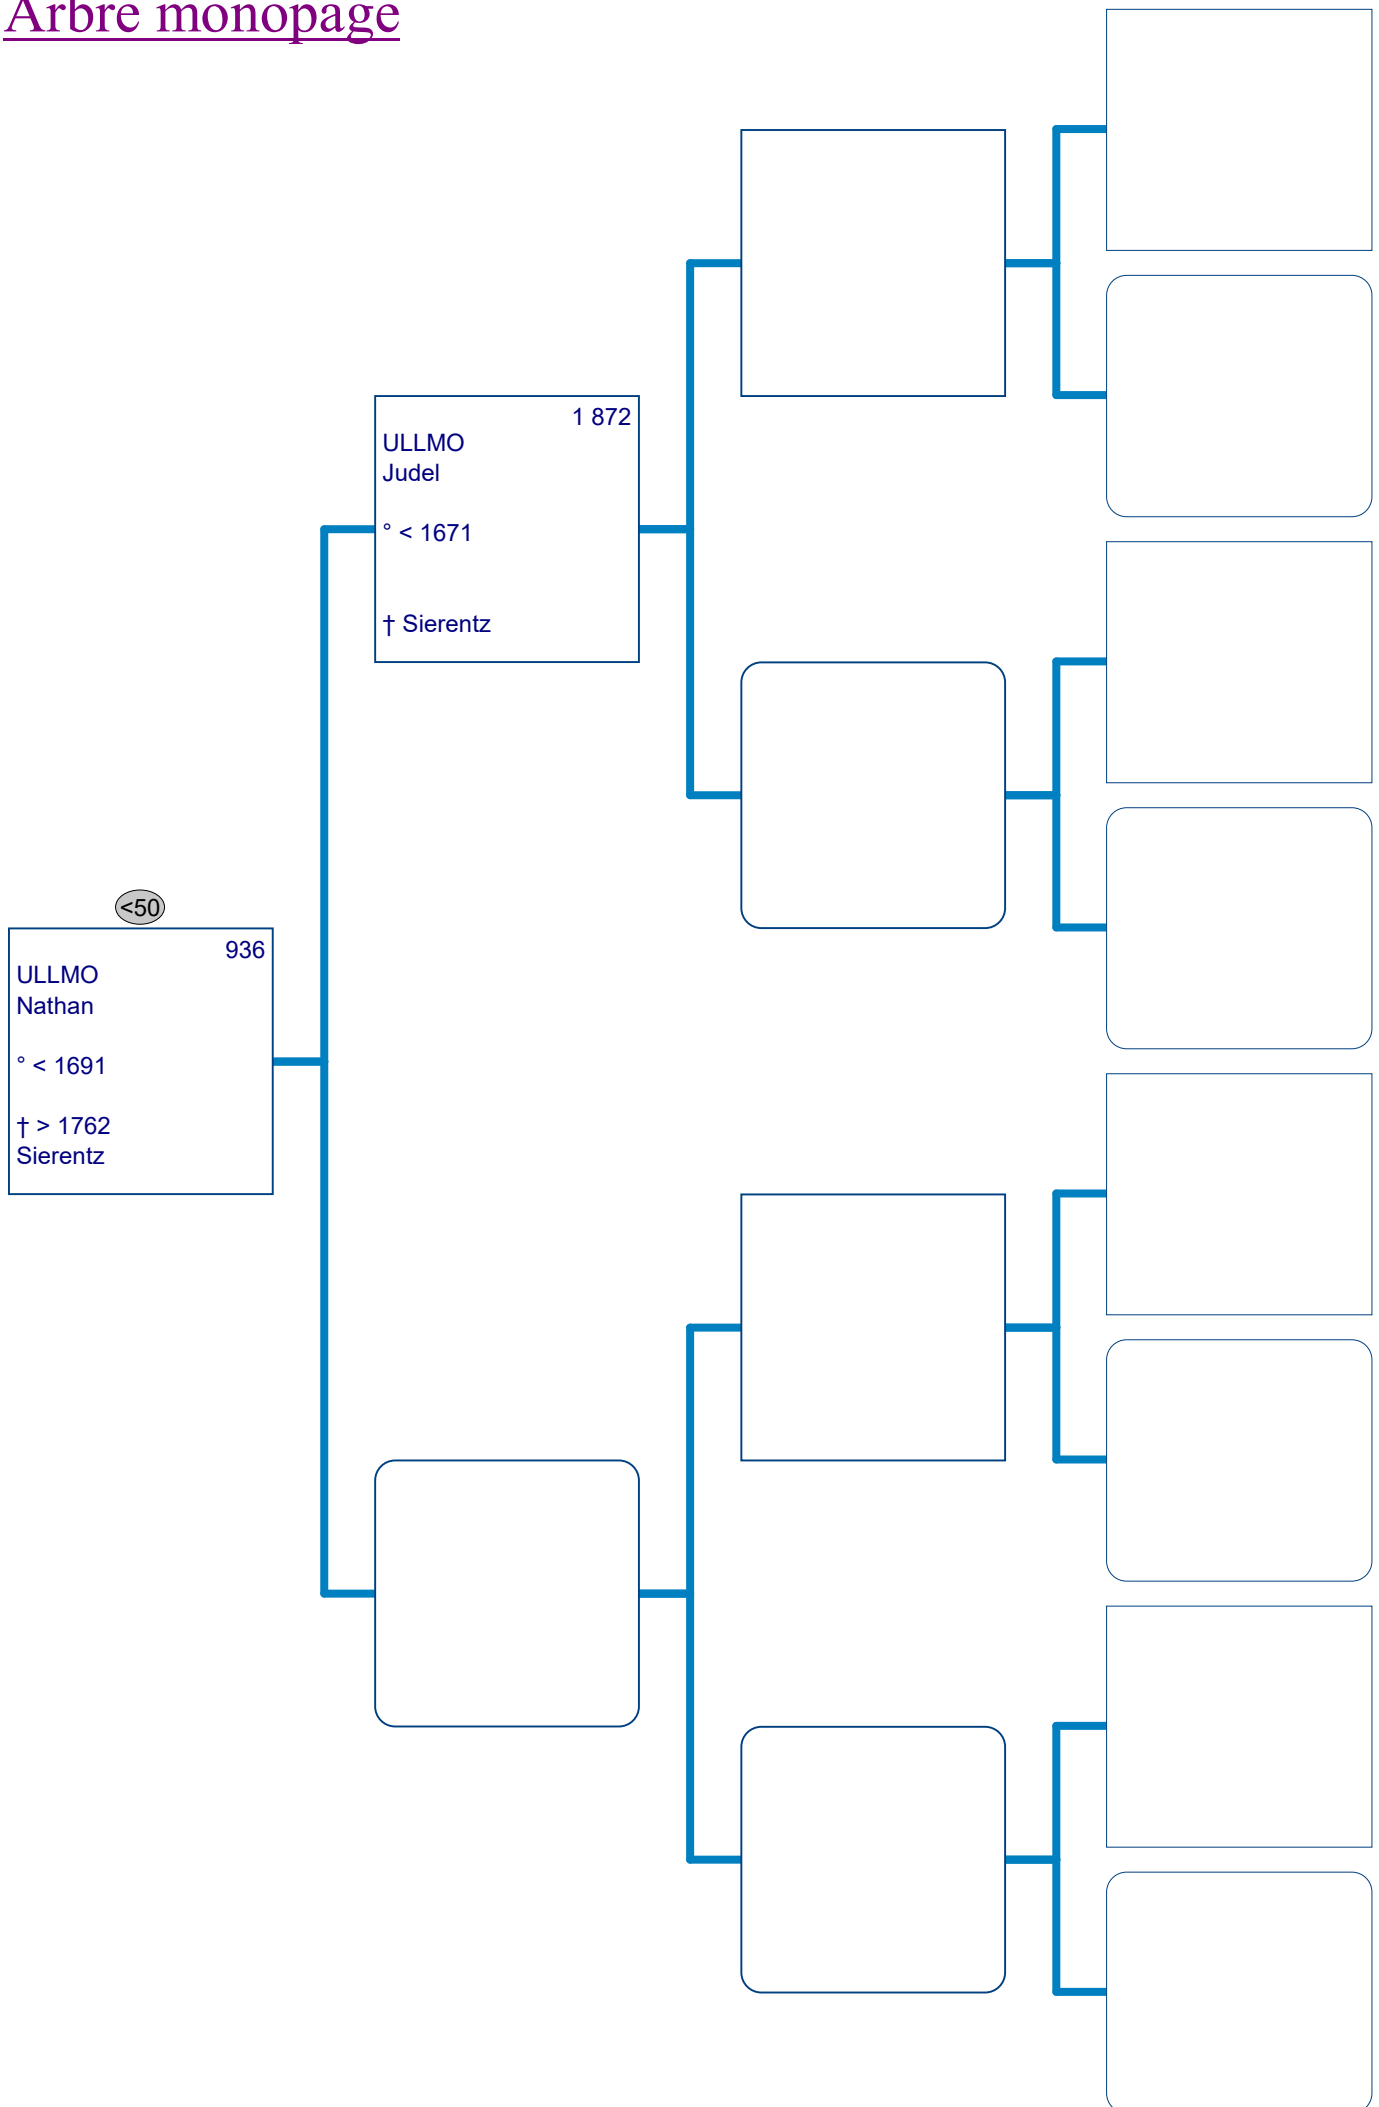 Arbre monopage
1 872
ULLMO
Judel
° < 1671
† Sierentz
<50
936
ULLMO
Nathan
° < 1691
† > 1762
Sierentz